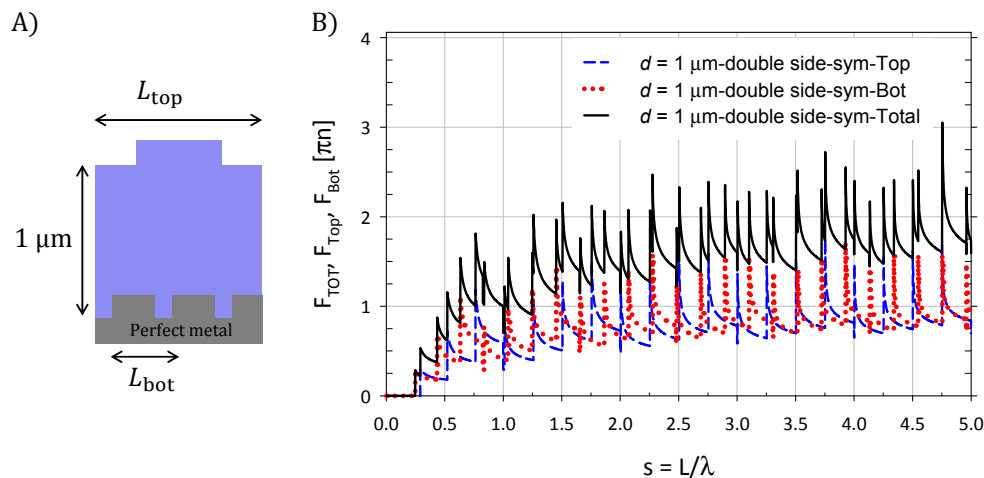 A)
L_top
1 μm
Perfect metal
L_bot
B)
F_TOT, F_Top, F_Bot [πn]
4
3
2
1
0
d = 1 μm-double side-sym-Top
d = 1 μm-double side-sym-Bot
d = 1 μm-double side-sym-Total
0.0 0.5 1.0 1.5 2.0 2.5 3.0 3.5 4.0 4.5 5.0
s = L/λ